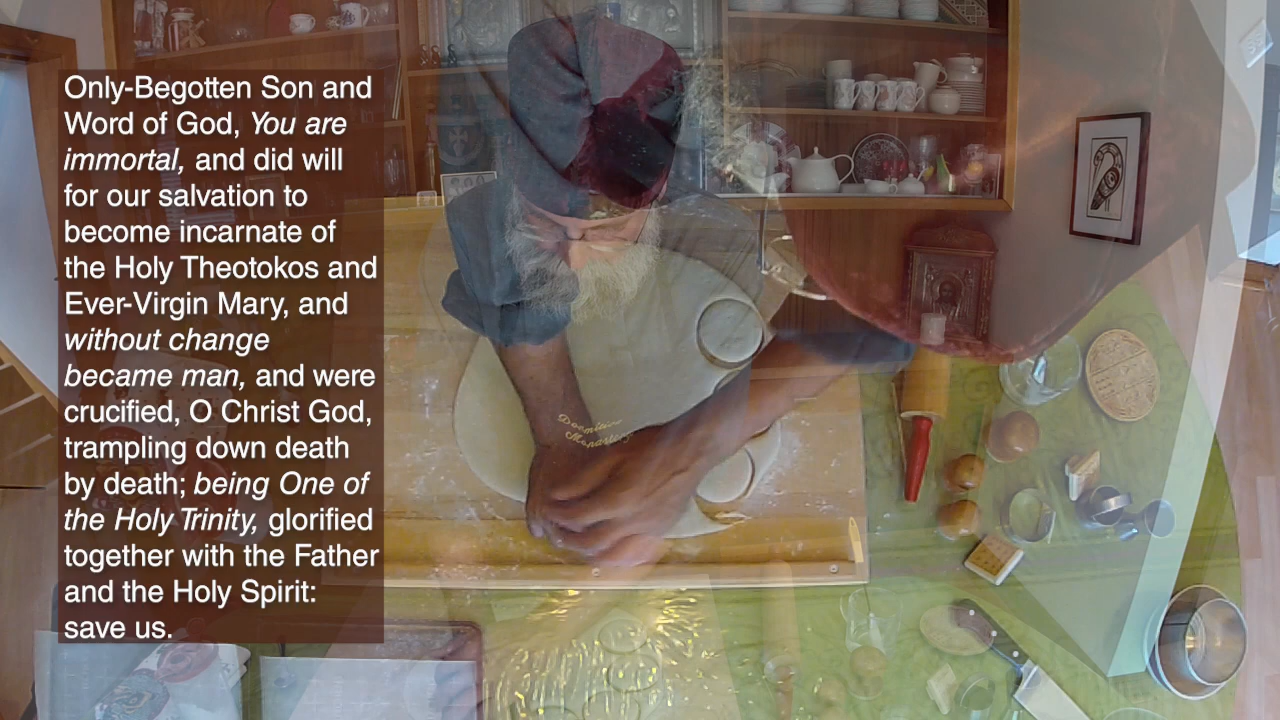 Only-Begotten Son and
Word of God, You are
immortal, and did will
for our salvation to
become incarnate of
the Holy Theotokos and
Ever-Virgin Mary, and
without change
became man, and were
crucified, O Christ God,
trampling down death
by death; being One of
the Holy Trinity, glorified
together with the Father
and the Holy Spirit:
save us.
Monastery